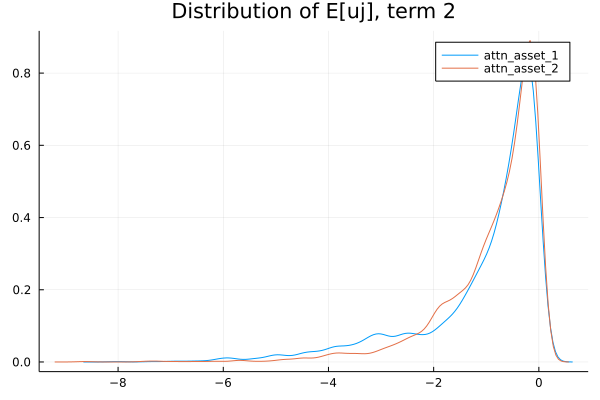 Distribution of E[uj], term 2
attn_asset_1
attn_asset_2
0.8
0.6
0.4
0.2
0.0
−8 −6 −4 −2 0